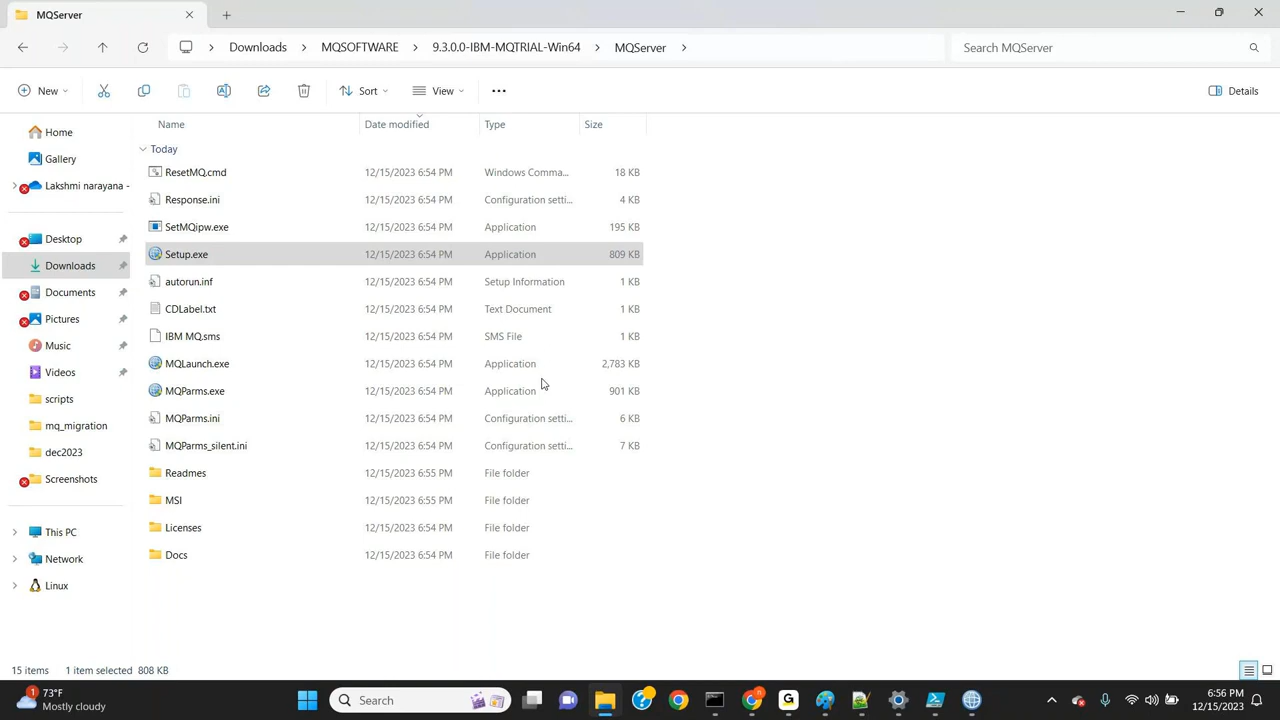 MQServer
Downloads > MQSOFTWARE > 9.3.0.0-IBM-MQTRIAL-Win64 > MQServer >
Search MQServer
New
Sort
View
Details
Name Date modified Type Size
Home
Gallery
Lakshmi narayana -
Desktop
Downloads
Documents
Pictures
Music
Videos
scripts
mq_migration
dec2023
Screenshots
This PC
Network
Linux
Today
ResetMQ.cmd 12/15/2023 6:54 PM Windows Comma... 18 KB
Response.ini 12/15/2023 6:54 PM Configuration setti... 4 KB
SetMQipw.exe 12/15/2023 6:54 PM Application 195 KB
Setup.exe 12/15/2023 6:54 PM Application 809 KB
autorun.inf 12/15/2023 6:54 PM Setup Information 1 KB
CDLabel.txt 12/15/2023 6:54 PM Text Document 1 KB
IBM MQ.sms 12/15/2023 6:54 PM SMS File 1 KB
MQLaunch.exe 12/15/2023 6:54 PM Application 2,783 KB
MQParms.exe 12/15/2023 6:54 PM Application 901 KB
MQParms.ini 12/15/2023 6:54 PM Configuration setti... 6 KB
MQParms_silent.ini 12/15/2023 6:54 PM Configuration setti... 7 KB
Readmes 12/15/2023 6:55 PM File folder
MSI 12/15/2023 6:55 PM File folder
Licenses 12/15/2023 6:54 PM File folder
Docs 12/15/2023 6:54 PM File folder
15 items 1 item selected 808 KB
1
73°F
Mostly cloudy
Search
n
G
6:56 PM
12/15/2023